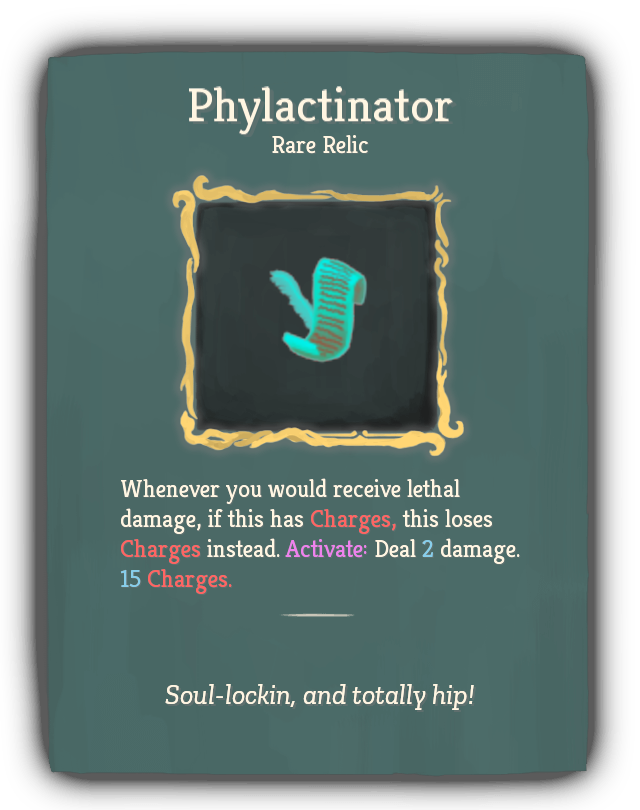 Phylactinator
Rare Relic
Whenever you would receive lethal
damage, if this has Charges, this loses
Charges instead. Activate: Deal 2 damage.
15 Charges.
Soul-lockin, and totally hip!